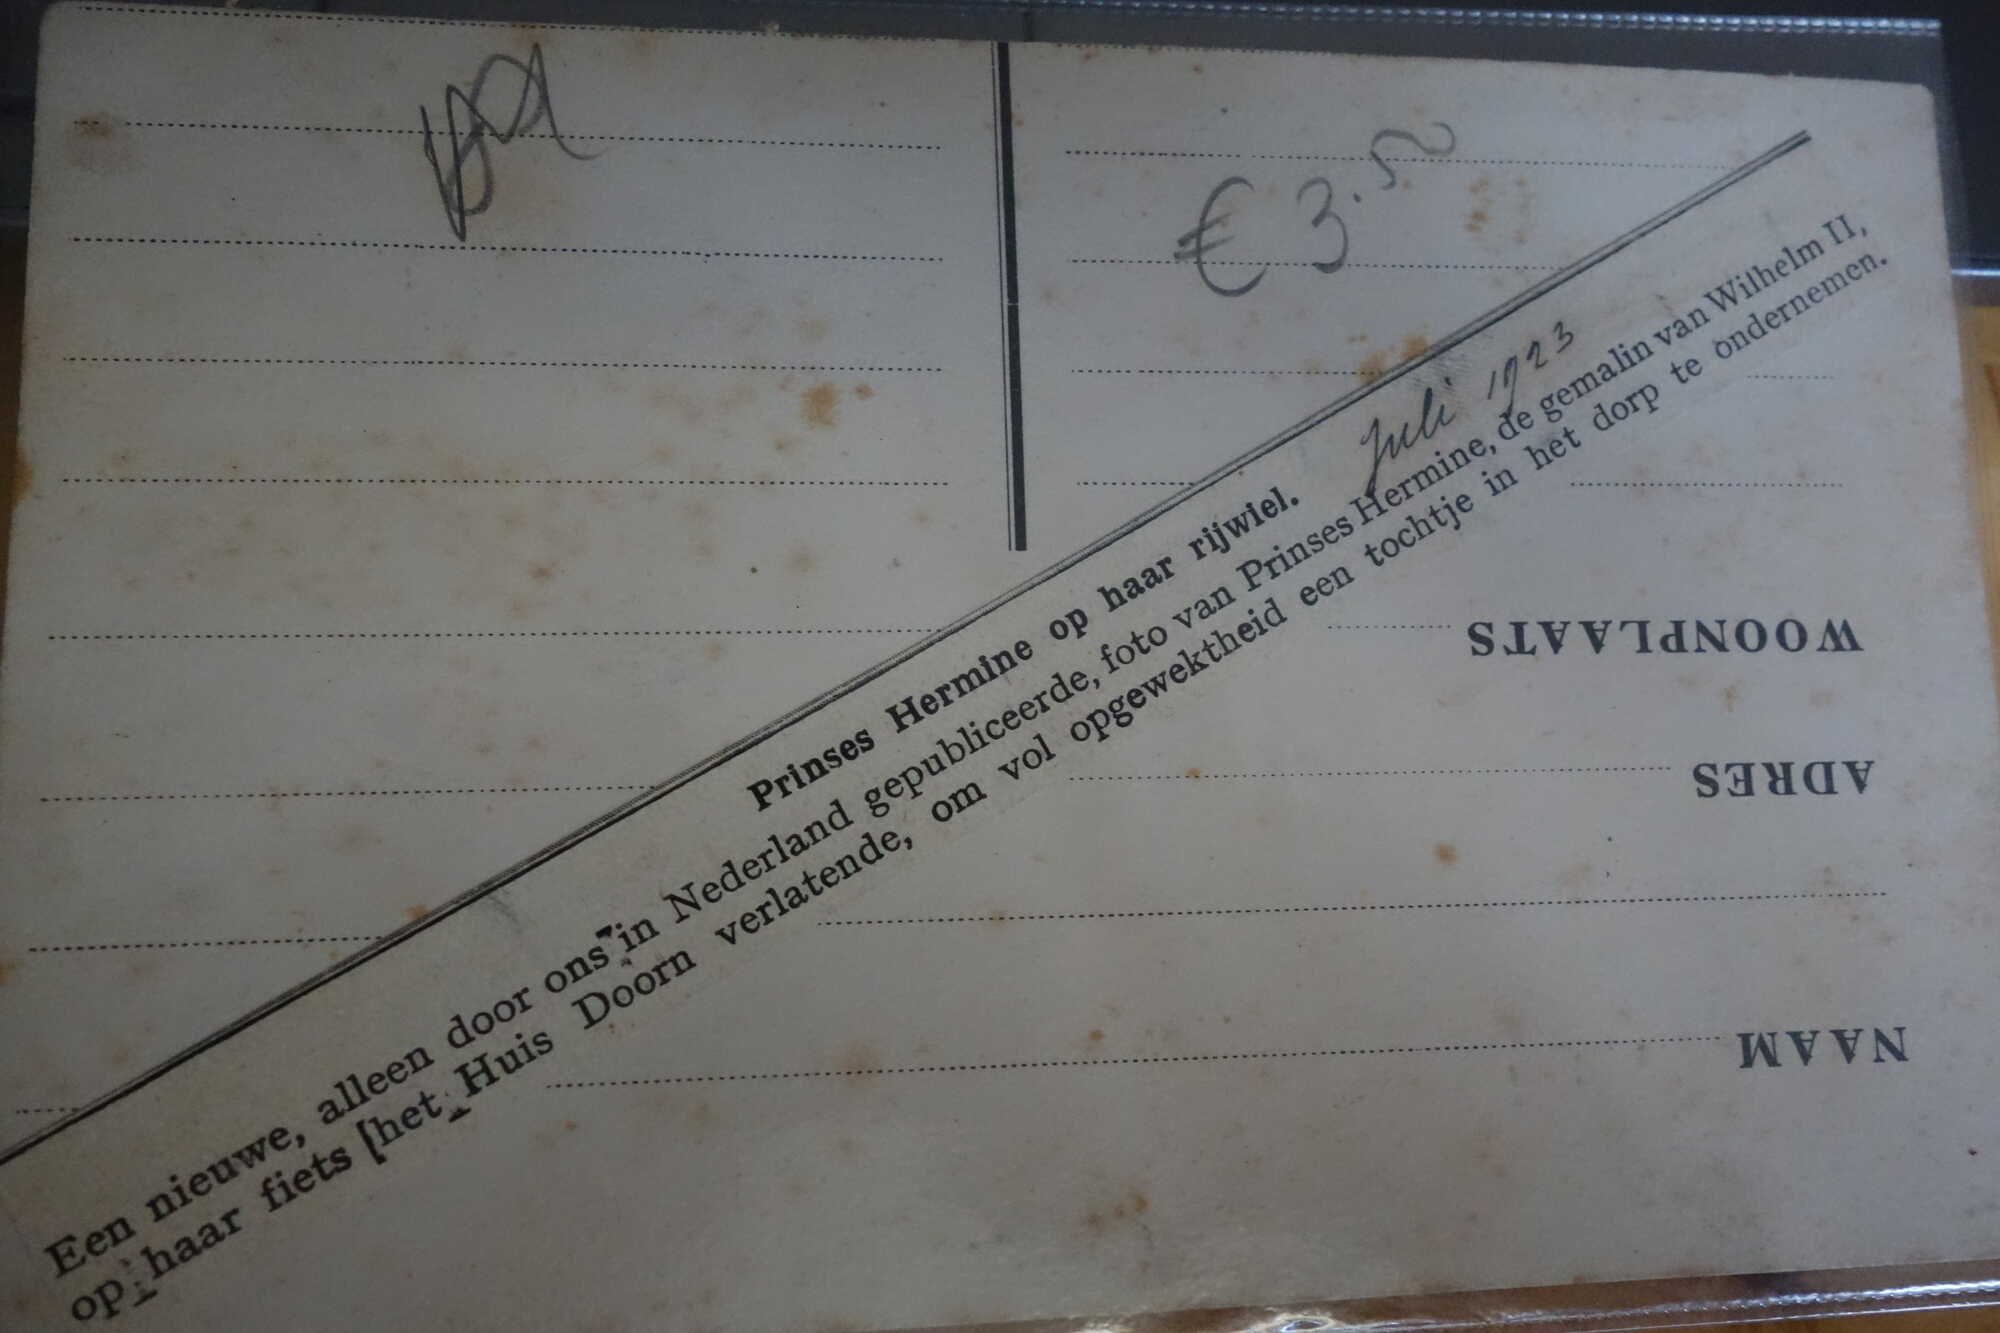 € 3.50
Juli 1923
Prinses Hermine op haar rijwiel.
Een nieuwe, alleen door ons in Nederland gepubliceerde, foto van Prinses Hermine, de gemalin van Wilhelm II,
op haar fiets [het Huis Doorn verlatende, om vol opgewektheid een tochtje in het dorp te ondernemen.
WOONPLAATS
ADRES
NAAM